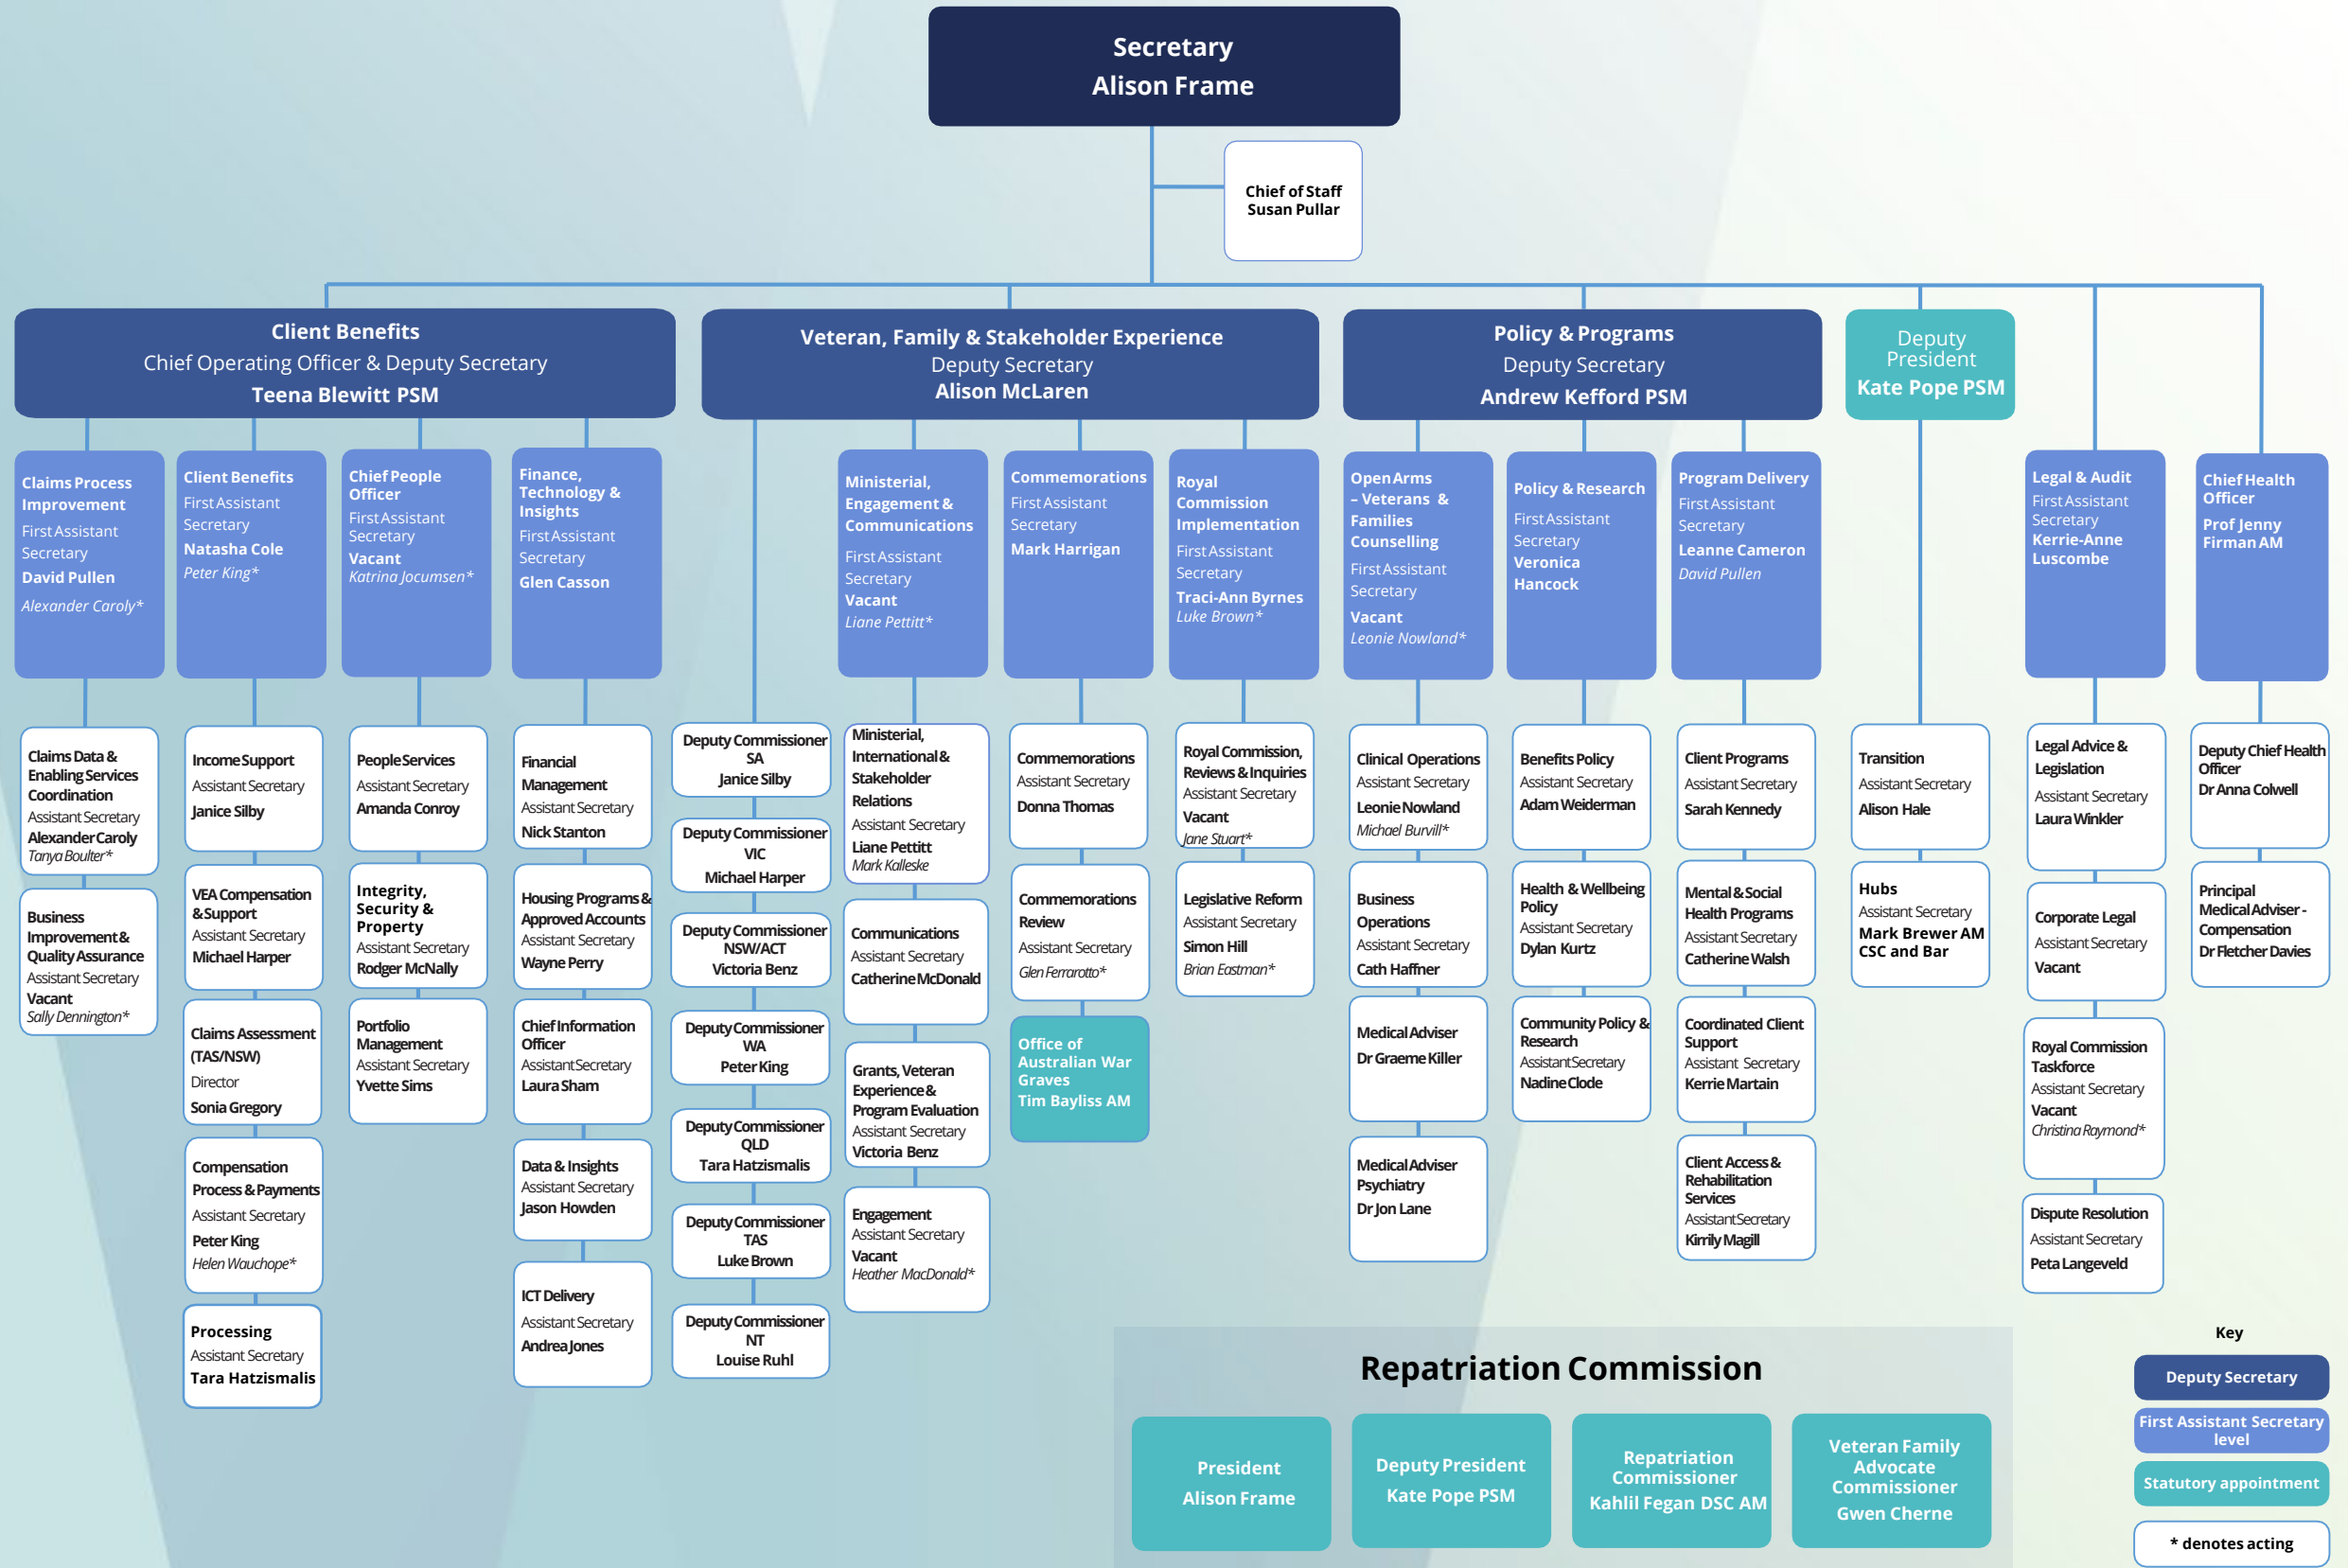 Secretary
Alison Frame
Chief of Staff
Susan Pullar
Client Benefits
Chief Operating Officer & Deputy Secretary
Teena Blewitt PSM
Veteran, Family & Stakeholder Experience
Deputy Secretary
Alison McLaren
Policy & Programs
Deputy Secretary
Andrew Kefford PSM
Deputy
President
Kate Pope PSM
Claims Process
Improvement
First Assistant
Secretary
David Pullen
Alexander Caroly*
Client Benefits
First Assistant
Secretary
Natasha Cole
Peter King*
Chief People
Officer
First Assistant
Secretary
Vacant
Katrina Jocumsen*
Finance,
Technology &
Insights
First Assistant
Secretary
Glen Casson
Ministerial,
Engagement &
Communications
First Assistant
Secretary
Vacant
Liane Pettitt*
Commemorations
First Assistant
Secretary
Mark Harrigan
Royal
Commission
Implementation
First Assistant
Secretary
Traci-Ann Byrnes
Luke Brown*
Open Arms
– Veterans &
Families
Counselling
First Assistant
Secretary
Vacant
Leonie Nowland*
Policy & Research
First Assistant
Secretary
Veronica
Hancock
Program Delivery
First Assistant
Secretary
Leanne Cameron
David Pullen
Legal & Audit
First Assistant
Secretary
Kerrie-Anne
Luscombe
Chief Health
Officer
Prof Jenny
Firman AM
Claims Data &
Enabling Services
Coordination
Assistant Secretary
Alexander Caroly
Tanya Boulter*
Business
Improvement &
Quality Assurance
Assistant Secretary
Vacant
Sally Dennington*
Income Support
Assistant Secretary
Janice Silby
VEA Compensation
& Support
Assistant Secretary
Michael Harper
Claims Assessment
(TAS/NSW)
Director
Sonia Gregory
Compensation
Process & Payments
Assistant Secretary
Peter King
Helen Wauchope*
Processing
Assistant Secretary
Tara Hatzismalis
People Services
Assistant Secretary
Amanda Conroy
Integrity,
Security &
Property
Assistant Secretary
Rodger McNally
Portfolio
Management
Assistant Secretary
Yvette Sims
Financial
Management
Assistant Secretary
Nick Stanton
Housing Programs &
Approved Accounts
Assistant Secretary
Wayne Perry
Chief Information
Officer
Assistant Secretary
Laura Sham
Data & Insights
Assistant Secretary
Jason Howden
ICT Delivery
Assistant Secretary
Andrea Jones
Deputy Commissioner
SA
Janice Silby
Deputy Commissioner
VIC
Michael Harper
Deputy Commissioner
NSW/ACT
Victoria Benz
Deputy Commissioner
WA
Peter King
Deputy Commissioner
QLD
Tara Hatzismalis
Deputy Commissioner
TAS
Luke Brown
Deputy Commissioner
NT
Louise Ruhl
Ministerial,
International &
Stakeholder
Relations
Assistant Secretary
Liane Pettitt
Mark Kalleske
Communications
Assistant Secretary
Catherine McDonald
Grants, Veteran
Experience &
Program Evaluation
Assistant Secretary
Victoria Benz
Engagement
Assistant Secretary
Vacant
Heather MacDonald*
Commemorations
Assistant Secretary
Donna Thomas
Commemorations
Review
Assistant Secretary
Glen Ferrarotto*
Office of
Australian War
Graves
Tim Bayliss AM
Royal Commission,
Reviews & Inquiries
Assistant Secretary
Vacant
Jane Stuart*
Legislative Reform
Assistant Secretary
Simon Hill
Brian Eastman*
Clinical Operations
Assistant Secretary
Leonie Nowland
Michael Burvill*
Business
Operations
Assistant Secretary
Cath Haffner
Medical Adviser
Dr Graeme Killer
Medical Adviser
Psychiatry
Dr Jon Lane
Benefits Policy
Assistant Secretary
Adam Weiderman
Health & Wellbeing
Policy
Assistant Secretary
Dylan Kurtz
Community Policy &
Research
Assistant Secretary
Nadine Clode
Client Programs
Assistant Secretary
Sarah Kennedy
Mental & Social
Health Programs
Assistant Secretary
Catherine Walsh
Coordinated Client
Support
Assistant Secretary
Kerrie Martain
Client Access &
Rehabilitation
Services
Assistant Secretary
Kirrily Magill
Transition
Assistant Secretary
Alison Hale
Hubs
Assistant Secretary
Mark Brewer AM
CSC and Bar
Legal Advice &
Legislation
Assistant Secretary
Laura Winkler
Corporate Legal
Assistant Secretary
Vacant
Royal Commission
Taskforce
Assistant Secretary
Vacant
Christina Raymond*
Dispute Resolution
Assistant Secretary
Peta Langeveld
Deputy Chief Health
Officer
Dr Anna Colwell
Principal
Medical Adviser -
Compensation
Dr Fletcher Davies
Repatriation Commission
President
Alison Frame
Deputy President
Kate Pope PSM
Repatriation
Commissioner
Kahlil Fegan DSC AM
Veteran Family
Advocate
Commissioner
Gwen Cherne
Key
Deputy Secretary
First Assistant Secretary
level
Statutory appointment
* denotes acting